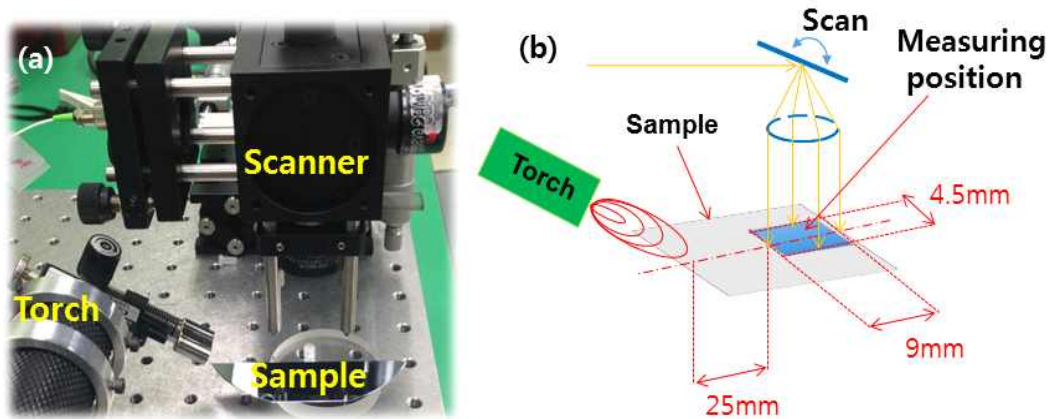 (a)
Scanner
Torch
Sample
(b)
Scan
Measuring
position
Sample
Torch
4.5mm
9mm
25mm